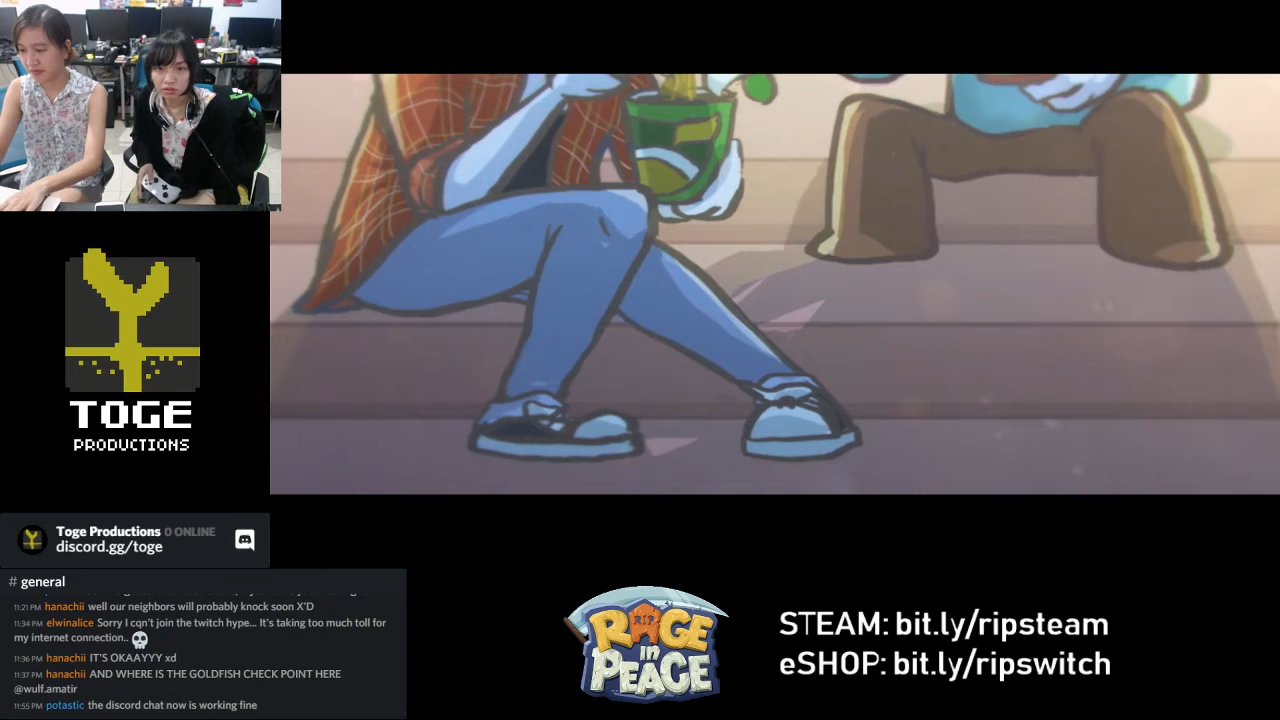 TOGE
PRODUCTIONS
Toge Productions 0 ONLINE
discord.gg/toge
# general
11:21 PM hanachii well our neighbors will probably knock soon X'D
11:34 PM elwinalice Sorry I cqn't join the twitch hype... It's taking too much toll for
my internet connection..
11:36 PM hanachii IT'S OKAAYYY xd
11:37 PM hanachii AND WHERE IS THE GOLDFISH CHECK POINT HERE
@wulf.amatir
11:55 PM potastic the discord chat now is working fine
RIP
RAGE
in
PEACE
STEAM: bit.ly/ripsteam
eSHOP: bit.ly/ripswitch